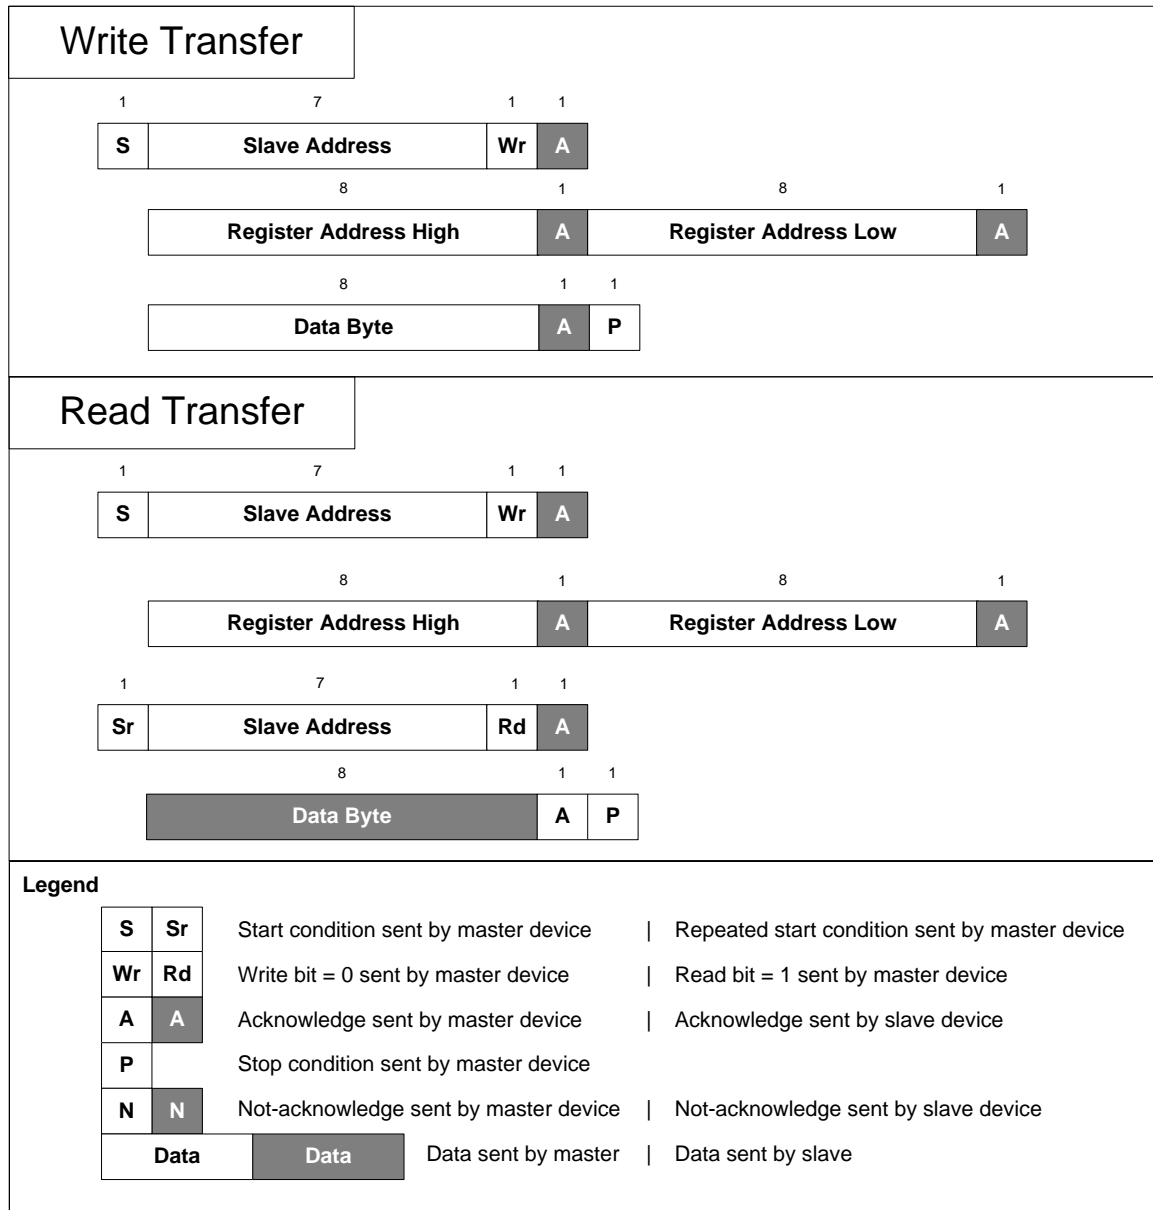 Write Transfer
1 7 1 1
S Slave Address Wr A
8 1 8 1
Register Address High A Register Address Low A
8 1 1
Data Byte A P
Read Transfer
1 7 1 1
S Slave Address Wr A
8 1 8 1
Register Address High A Register Address Low A
1 7 1 1
Sr Slave Address Rd A
8 1 1
Data Byte A P
Legend
S Sr Start condition sent by master device | Repeated start condition sent by master device
Wr Rd Write bit = 0 sent by master device | Read bit = 1 sent by master device
A A Acknowledge sent by master device | Acknowledge sent by slave device
P Stop condition sent by master device
N N Not-acknowledge sent by master device | Not-acknowledge sent by slave device
Data Data Data sent by master | Data sent by slave